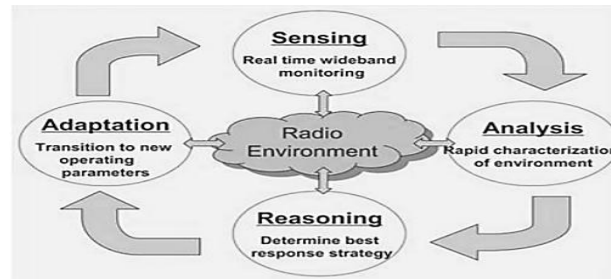 Sensing
Real time wideband
monitoring
Adaptation
Transition to new
operating
parameters
Radio
Environment
Analysis
Rapid characterization
of environment
Reasoning
Determine best
response strategy